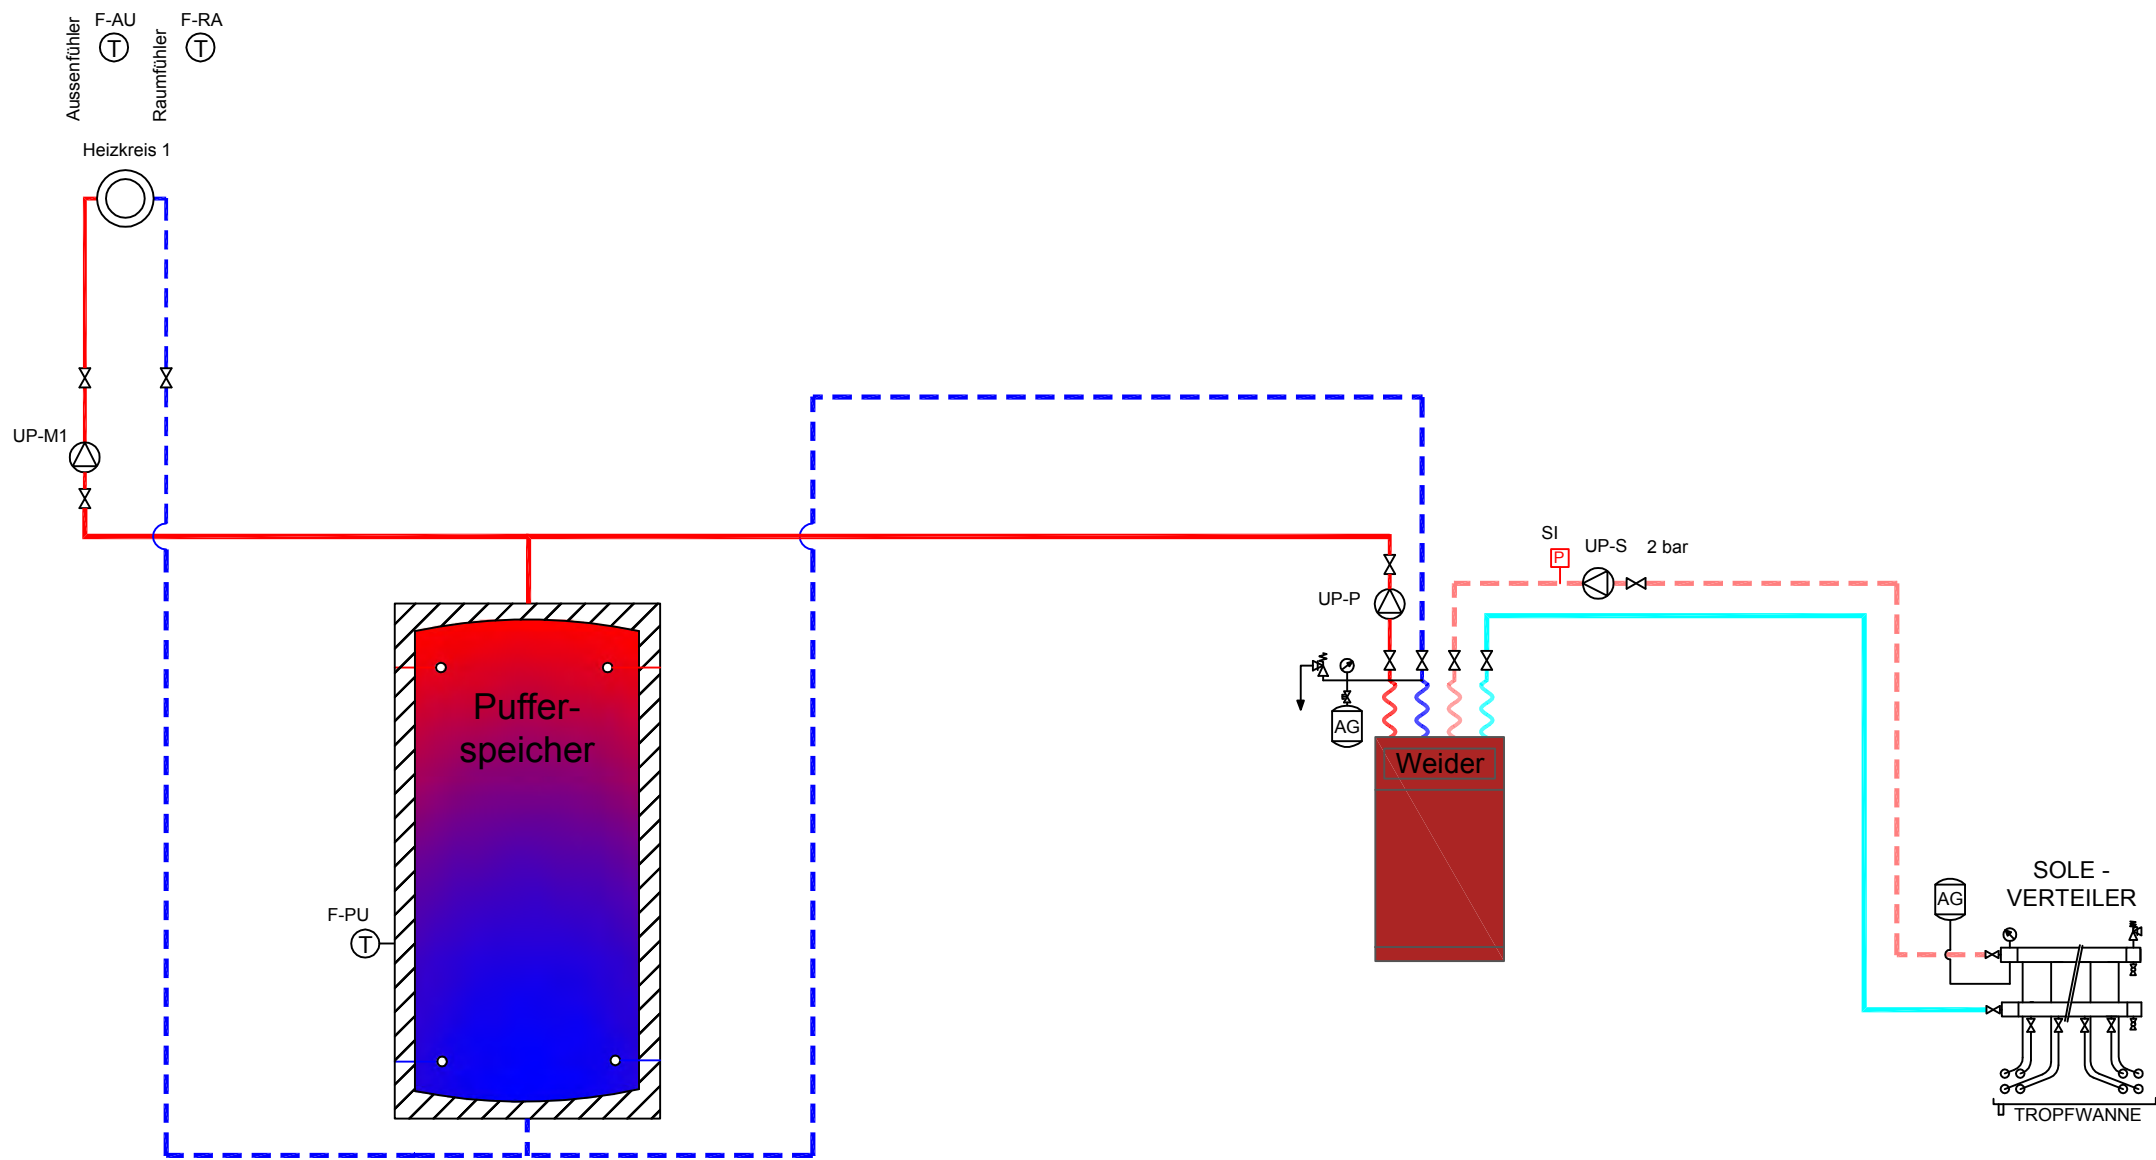 F-AU
F-RA
Aussenfühler
T
Raumfühler
T
Heizkreis 1
UP-M1
SI
P
UP-S
2 bar
UP-P
AG
Weider
Puffer-
speicher
F-PU
T
AG
SOLE -
VERTEILER
TROPFWANNE